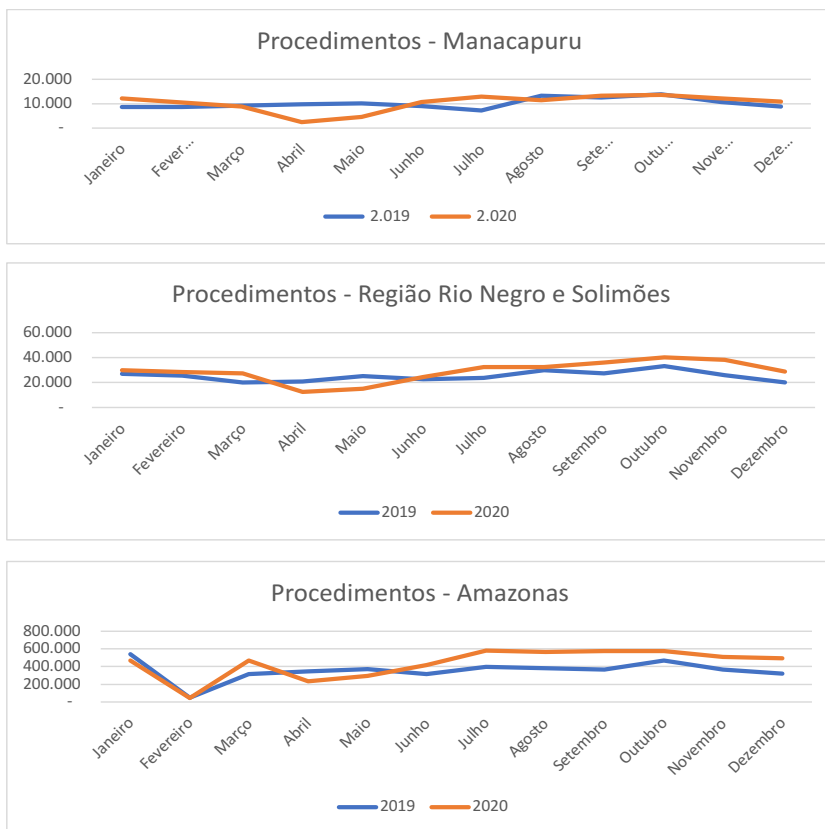 Procedimentos - Manacapuru
20.000
10.000
-
Janeiro
Fever...
Março
Abril
Maio
Junho
Julho
Agosto
Sete...
Outu...
Nove...
Deze...
2.019 2.020
Procedimentos - Região Rio Negro e Solimões
60.000
40.000
20.000
-
Janeiro
Fevereiro
Março
Abril
Maio
Junho
Julho
Agosto
Setembro
Outubro
Novembro
Dezembro
2019 2020
Procedimentos - Amazonas
800.000
600.000
400.000
200.000
-
Janeiro
Fevereiro
Março
Abril
Maio
Junho
Julho
Agosto
Setembro
Outubro
Novembro
Dezembro
2019 2020